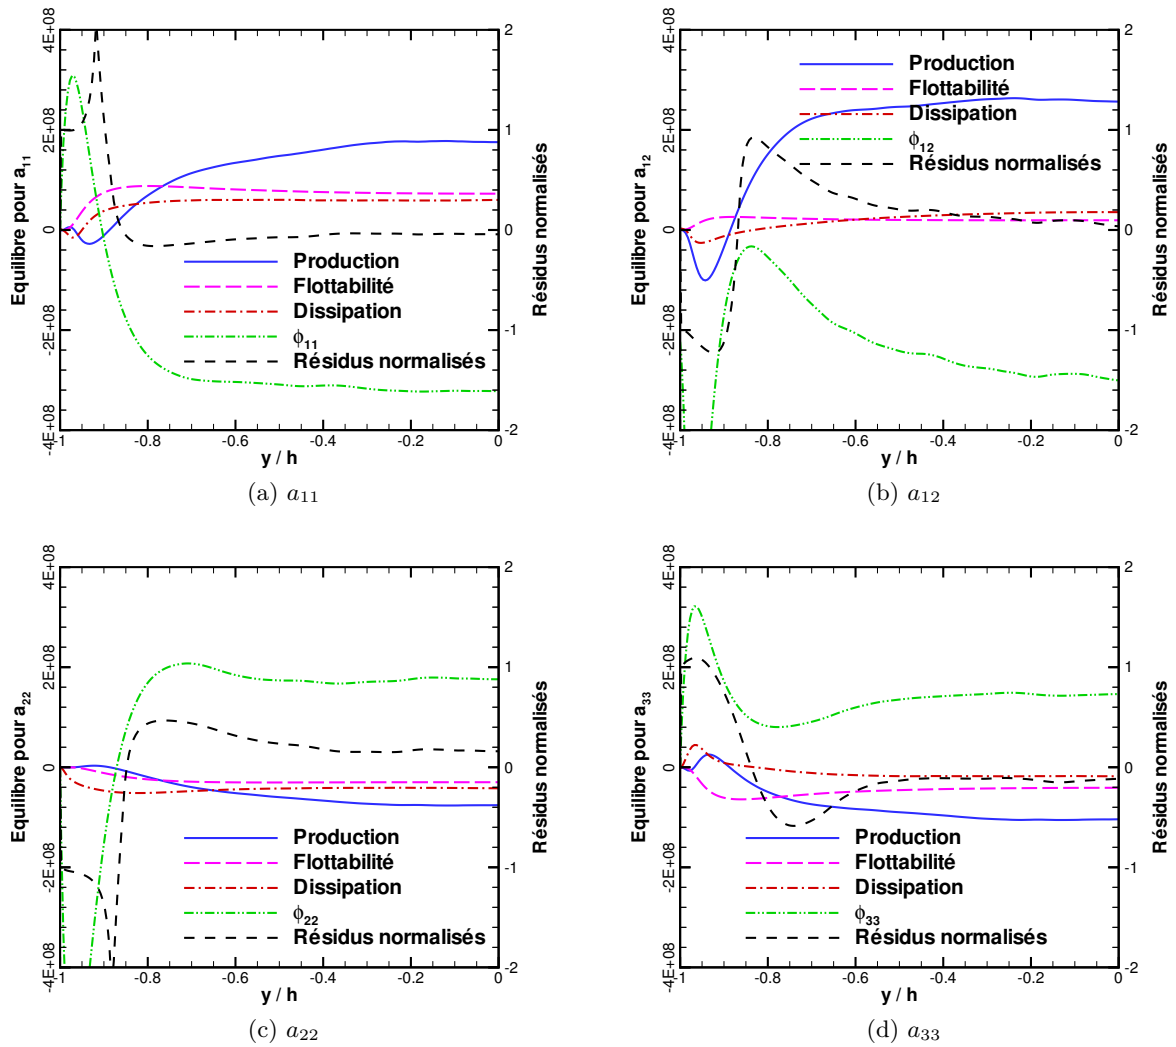 4E+08
2E+08
0
-2E+08
-4E+08
Equilibre pour a11
2
1
0
-1
-2
Résidus normalisés
Production
Flottabilité
Dissipation
ϕ11
Résidus normalisés
-1 -0.8 -0.6 -0.4 -0.2 0
y / h
(a) a11
4E+08
2E+08
0
-2E+08
-4E+08
Equilibre pour a12
2
1
0
-1
-2
Résidus normalisés
Production
Flottabilité
Dissipation
ϕ12
Résidus normalisés
-1 -0.8 -0.6 -0.4 -0.2 0
y / h
(b) a12
4E+08
2E+08
0
-2E+08
-4E+08
Equilibre pour a22
2
1
0
-1
-2
Résidus normalisés
Production
Flottabilité
Dissipation
ϕ22
Résidus normalisés
-1 -0.8 -0.6 -0.4 -0.2 0
y / h
(c) a22
4E+08
2E+08
0
-2E+08
-4E+08
Equilibre pour a33
2
1
0
-1
-2
Résidus normalisés
Production
Flottabilité
Dissipation
ϕ33
Résidus normalisés
-1 -0.8 -0.6 -0.4 -0.2 0
y / h
(d) a33